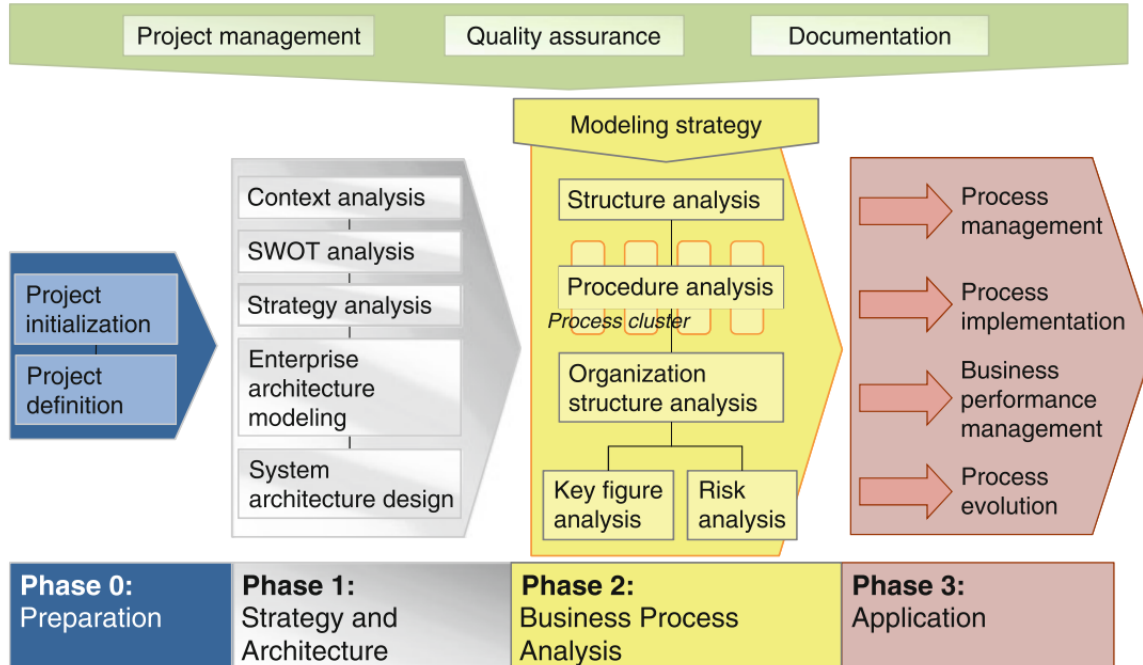 Project management
Quality assurance
Documentation
Modeling strategy
Project
initialization
Project
definition
Context analysis
SWOT analysis
Strategy analysis
Enterprise
architecture
modeling
System
architecture design
Structure analysis
Procedure analysis
Process cluster
Organization
structure analysis
Key figure
analysis
Risk
analysis
Process
management
Process
implementation
Business
performance
management
Process
evolution
Phase 0:
Preparation
Phase 1:
Strategy and
Architecture
Phase 2:
Business Process
Analysis
Phase 3:
Application